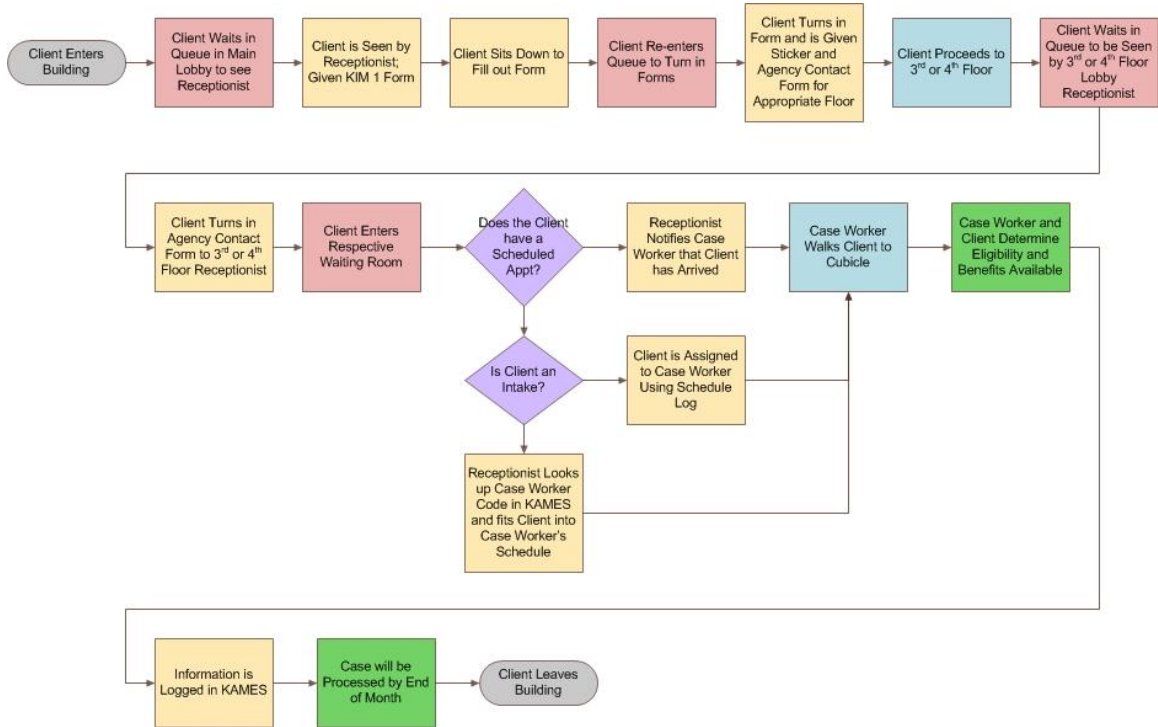 Client Enters
Building
Client Waits in
Queue in Main
Lobby to see
Receptionist
Client is Seen by
Receptionist;
Given KIM 1 Form
Client Sits Down to
Fill out Form
Client Re-enters
Queue to Turn in
Forms
Client Turns in
Form and is Given
Sticker and
Agency Contact
Form for
Appropriate Floor
Client Proceeds to
3rd or 4th Floor
Client Waits in
Queue to be Seen
by 3rd or 4th Floor
Lobby
Receptionist
Client Turns in
Agency Contact
Form to 3rd or 4th
Floor Receptionist
Client Enters
Respective
Waiting Room
Does the Client
have a
Scheduled
Appt?
Receptionist
Notifies Case
Worker that Client
has Arrived
Case Worker
Walks Client to
Cubicle
Case Worker and
Client Determine
Eligibility and
Benefits Available
Is Client an
Intake?
Client is Assigned
to Case Worker
Using Schedule
Log
Receptionist Looks
up Case Worker
Code in KAMES
and fits Client into
Case Worker's
Schedule
Information is
Logged in KAMES
Case will be
Processed by End
of Month
Client Leaves
Building